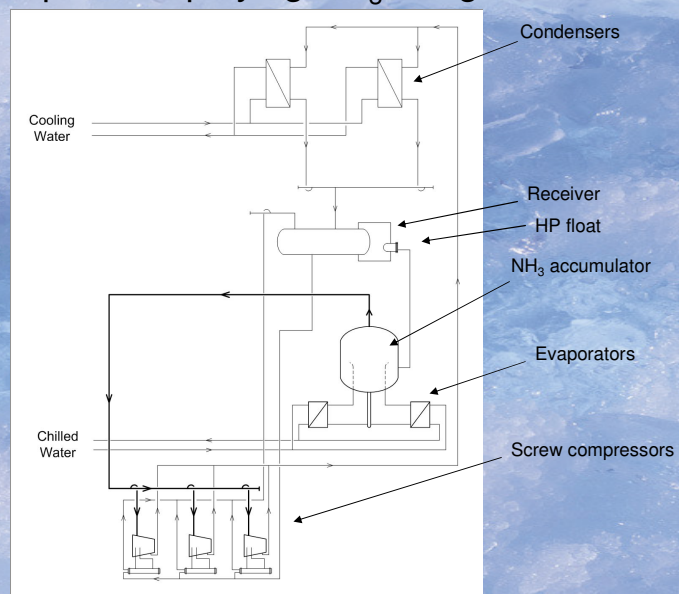 Condensers
Cooling
Water
Receiver
HP float
NH₃ accumulator
Evaporators
Chilled
Water
Screw compressors